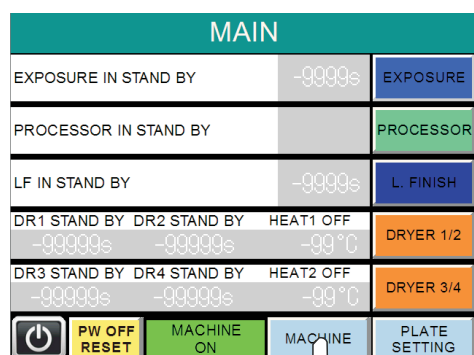 MAIN
EXPOSURE IN STAND BY -9999s EXPOSURE
PROCESSOR IN STAND BY PROCESSOR
LF IN STAND BY -9999s L. FINISH
DR1 STAND BY DR2 STAND BY HEAT1 OFF
-99999s -99999s -99°C DRYER 1/2
DR3 STAND BY DR4 STAND BY HEAT2 OFF
-99999s -99999s -99°C DRYER 3/4
PW OFF RESET
MACHINE ON
MACHINE
PLATE SETTING